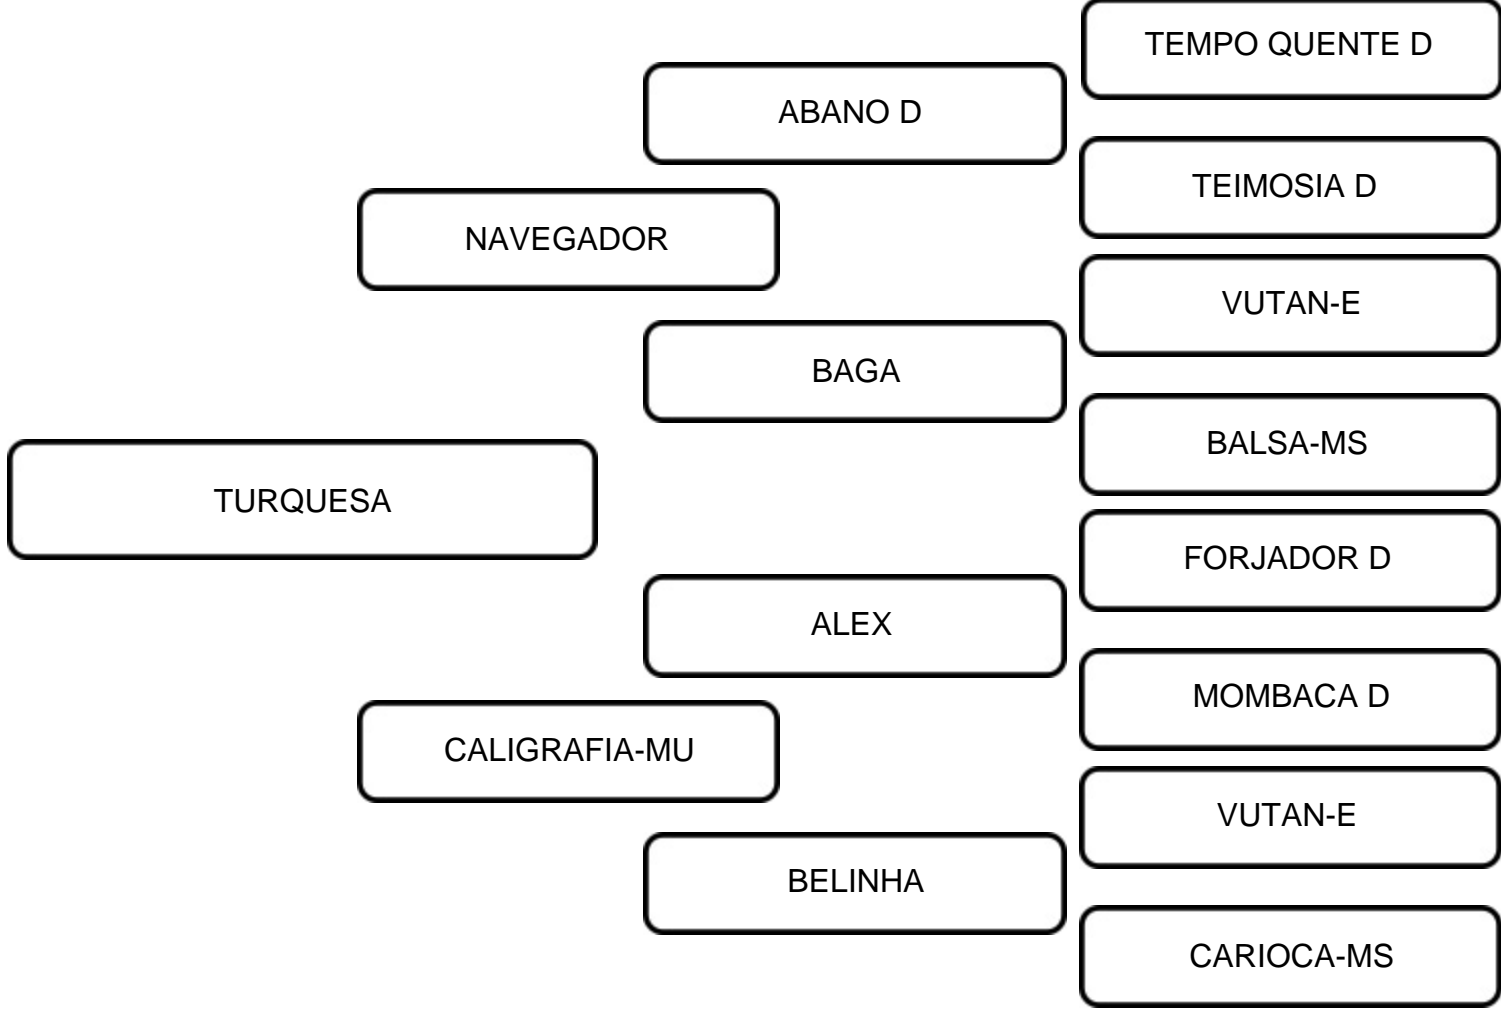 TEMPO QUENTE D
ABANO D
TEIMOSIA D
NAVEGADOR
VUTAN-E
BAGA
BALSA-MS
TURQUESA
FORJADOR D
ALEX
MOMBACA D
CALIGRAFIA-MU
VUTAN-E
BELINHA
CARIOCA-MS